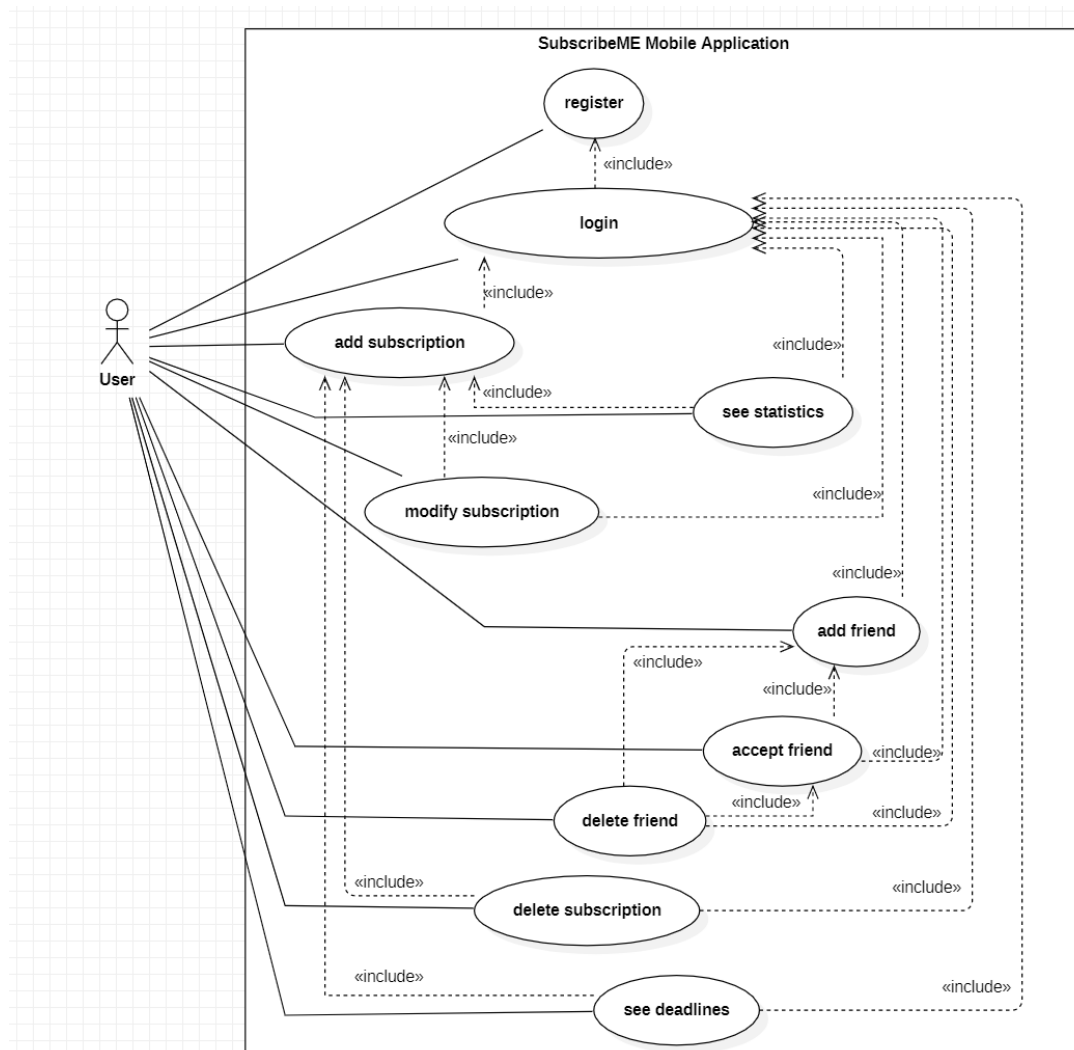 SubscribeME Mobile Application
register
«include»
login
«include»
add subscription
«include»
User
«include»
see statistics
«include»
modify subscription
«include»
«include»
add friend
«include»
«include»
accept friend
«include»
«include»
delete friend
«include»
«include»
«include»
delete subscription
«include»
«include»
see deadlines